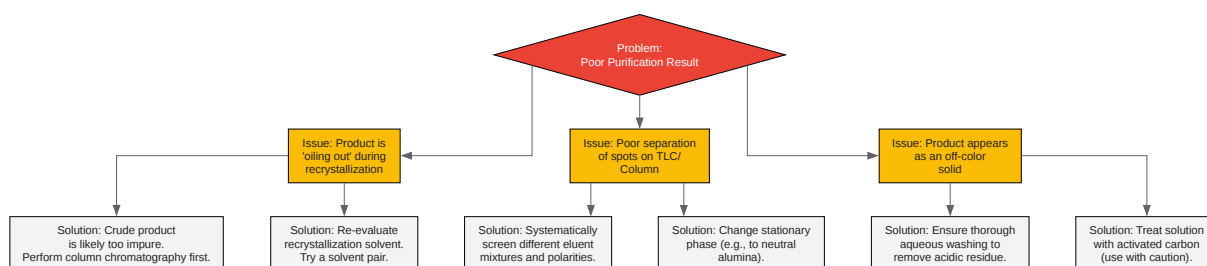 Problem:
Poor Purification Result
Issue: Product is
'oiling out' during
recrystallization
Issue: Poor separation
of spots on TLC/
Column
Issue: Product appears
as an off-color
solid
Solution: Crude product
is likely too impure.
Perform column chromatography first.
Solution: Re-evaluate
recrystallization solvent.
Try a solvent pair.
Solution: Systematically
screen different eluent
mixtures and polarities.
Solution: Change stationary
phase (e.g., to neutral
alumina).
Solution: Ensure thorough
aqueous washing to
remove acidic residue.
Solution: Treat solution
with activated carbon
(use with caution).